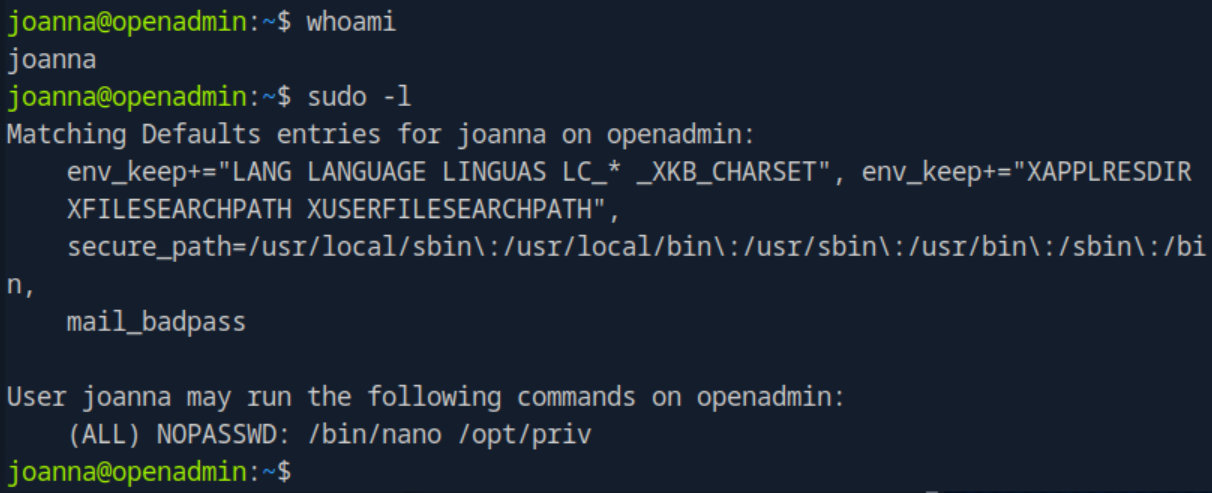 joanna@openadmin:~$ whoami
joanna
joanna@openadmin:~$ sudo -l
Matching Defaults entries for joanna on openadmin:
    env_keep+="LANG LANGUAGE LINGUAS LC_* _XKB_CHARSET", env_keep+="XAPPLRESDIR
    XFILESEARCHPATH XUSERFILESEARCHPATH",
    secure_path=/usr/local/sbin\:/usr/local/bin\:/usr/sbin\:/usr/bin\:/sbin\:/bi
n,
    mail_badpass

User joanna may run the following commands on openadmin:
    (ALL) NOPASSWD: /bin/nano /opt/priv
joanna@openadmin:~$